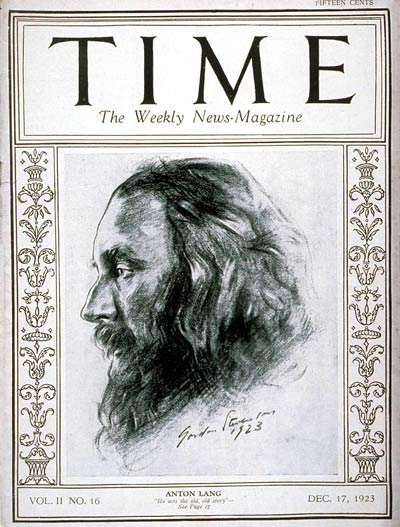 FIFTEEN CENTS
TIME
The Weekly News-Magazine
1923
ANTON LANG
"He acts the old, old story"—
See Page 17
VOL. II NO. 16
DEC. 17, 1923